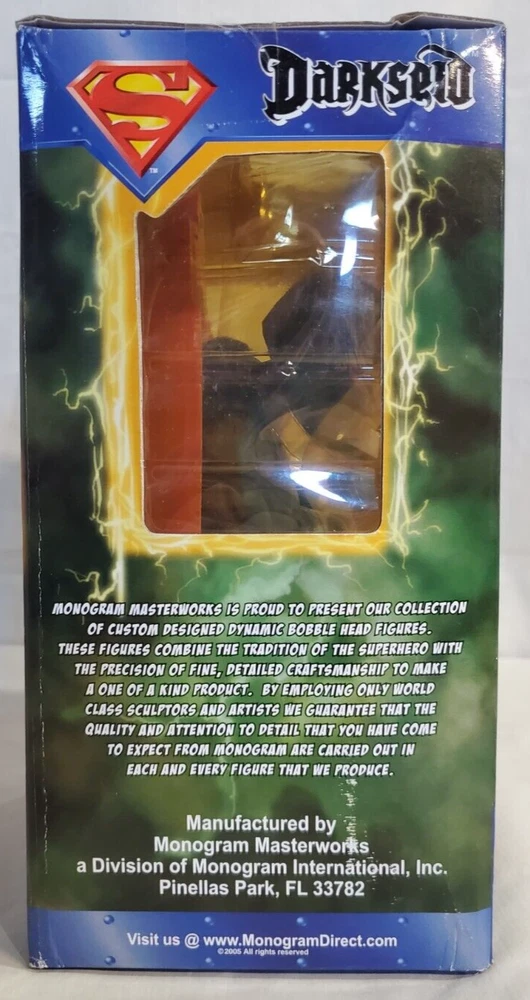 S
TM
DARKSEID
MONOGRAM MASTERWORKS IS PROUD TO PRESENT OUR COLLECTION
OF CUSTOM DESIGNED DYNAMIC BOBBLE HEAD FIGURES.
THESE FIGURES COMBINE THE TRADITION OF THE SUPERHERO WITH
THE PRECISION OF FINE, DETAILED CRAFTSMANSHIP TO MAKE
A ONE OF A KIND PRODUCT. BY EMPLOYING ONLY WORLD
CLASS SCULPTORS AND ARTISTS WE GUARANTEE THAT THE
QUALITY AND ATTENTION TO DETAIL THAT YOU HAVE COME
TO EXPECT FROM MONOGRAM ARE CARRIED OUT IN
EACH AND EVERY FIGURE THAT WE PRODUCE.
Manufactured by
Monogram Masterworks
a Division of Monogram International, Inc.
Pinellas Park, FL 33782
Visit us @ www.MonogramDirect.com
©2005 All rights reserved